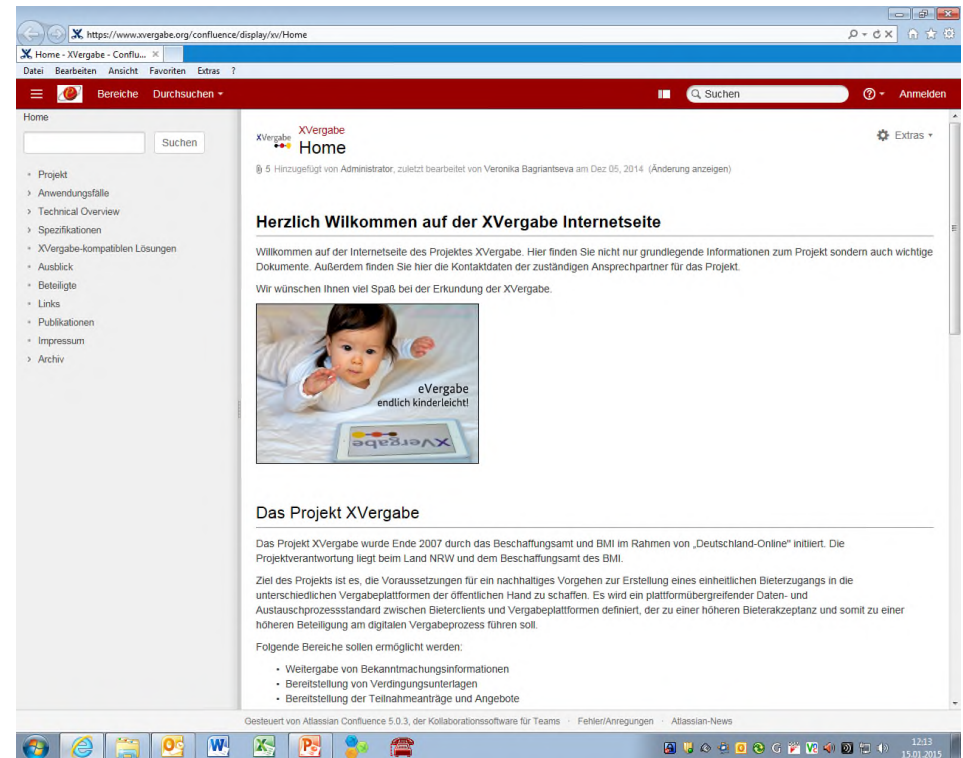 https://www.xvergabe.org/confluence/display/xv/Home
Home - XVergabe - Conflu...
Datei Bearbeiten Ansicht Favoriten Extras ?
Bereiche Durchsuchen Suchen Anmelden
Home
Suchen
Projekt
Anwendungsfälle
Technical Overview
Spezifikationen
XVergabe-kompatiblen Lösungen
Ausblick
Beteiligte
Links
Publikationen
Impressum
Archiv
XVergabe
XVergabe
Home
Extras
5 Hinzugefügt von Administrator, zuletzt bearbeitet von Veronika Bagriantseva am Dez 05, 2014 (Änderung anzeigen)
Herzlich Wilkommen auf der XVergabe Internetseite
Willkommen auf der Internetseite des Projektes XVergabe. Hier finden Sie nicht nur grundlegende Informationen zum Projekt sondern auch wichtige
Dokumente. Außerdem finden Sie hier die Kontaktdaten der zuständigen Ansprechpartner für das Projekt.
Wir wünschen Ihnen viel Spaß bei der Erkundung der XVergabe.
eVergabe
endlich kinderleicht!
XVergabe
Das Projekt XVergabe
Das Projekt XVergabe wurde Ende 2007 durch das Beschaffungsamt und BMI im Rahmen von „Deutschland-Online" initiiert. Die
Projektverantwortung liegt beim Land NRW und dem Beschaffungsamt des BMI.
Ziel des Projekts ist es, die Voraussetzungen für ein nachhaltiges Vorgehen zur Erstellung eines einheitlichen Bieterzugangs in die
unterschiedlichen Vergabeplattformen der öffentlichen Hand zu schaffen. Es wird ein plattformübergreifender Daten- und
Austauschprozessstandard zwischen Bieterclients und Vergabeplattformen definiert, der zu einer höheren Bieterakzeptanz und somit zu einer
höheren Beteiligung am digitalen Vergabeprozess führen soll.
Folgende Bereiche sollen ermöglicht werden:
• Weitergabe von Bekanntmachungsinformationen
• Bereitstellung von Verdingungsunterlagen
• Bereitstellung der Teilnahmeanträge und Angebote
Gesteuert von Atlassian Confluence 5.0.3, der Kollaborationssoftware für Teams · Fehler/Anregungen · Atlassian-News
12:13
15.01.2015